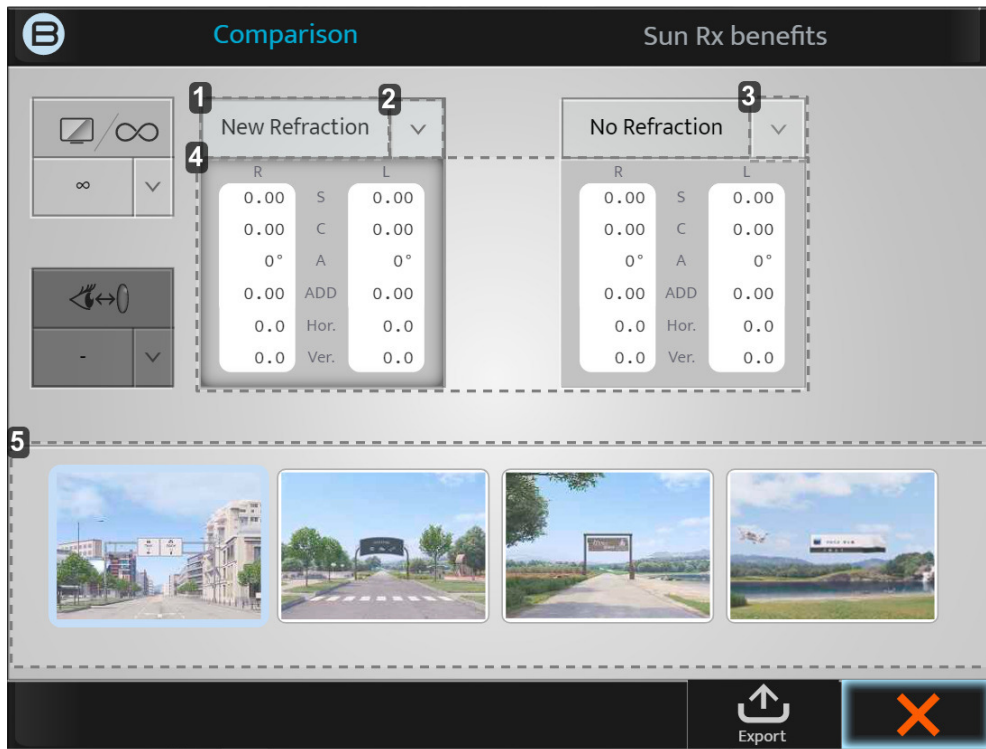 B Comparison Sun Rx benefits
1 2 3
New Refraction No Refraction
4
∞
∞
R L R L
0.00 S 0.00 0.00 S 0.00
0.00 C 0.00 0.00 C 0.00
0° A 0° 0° A 0°
0.00 ADD 0.00 0.00 ADD 0.00
0.0 Hor. 0.0 0.0 Hor. 0.0
- 0.0 Ver. 0.0 0.0 Ver. 0.0
5
Export